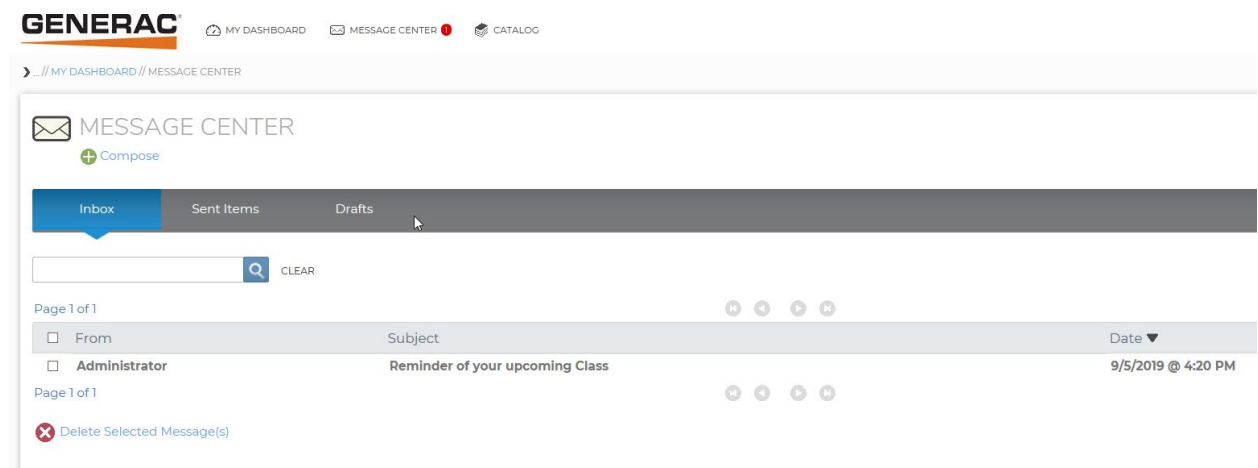 GENERAC
MY DASHBOARD MESSAGE CENTER 1 CATALOG
... // MY DASHBOARD // MESSAGE CENTER
MESSAGE CENTER
Compose
Inbox Sent Items Drafts
CLEAR
Page 1 of 1
From Subject Date ▼
Administrator Reminder of your upcoming Class 9/5/2019 @ 4:20 PM
Page 1 of 1
Delete Selected Message(s)